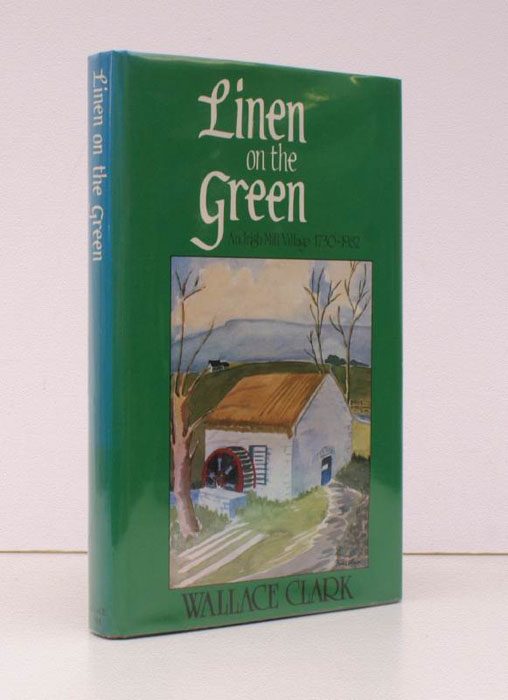 Linen on the Green
Linen
on the
Green
An Irish Mill Village 1730-1982
WALLACE CLARK